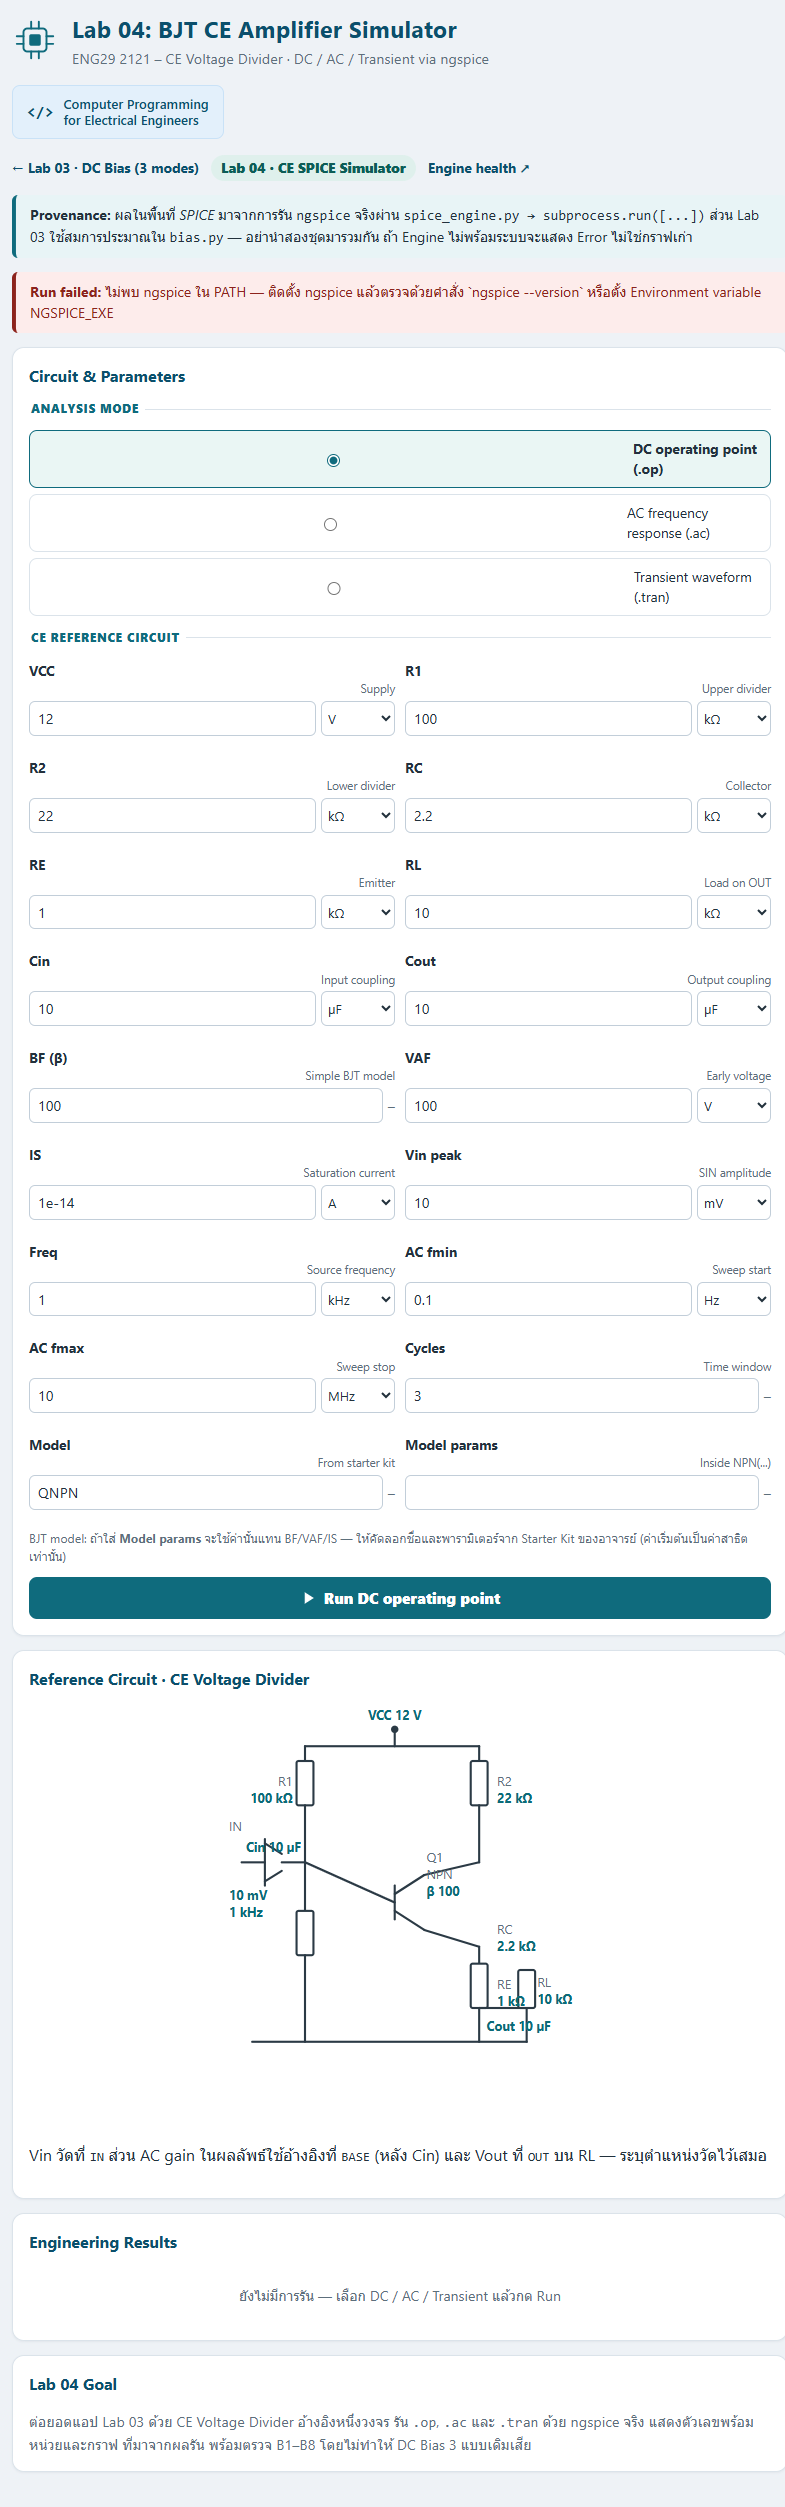 Lab 04: BJT CE Amplifier Simulator
ENG29 2121 – CE Voltage Divider · DC / AC / Transient via ngspice
</> Computer Programming
for Electrical Engineers
← Lab 03 · DC Bias (3 modes) Lab 04 · CE SPICE Simulator Engine health ↗
Provenance: ผลในพื้นที่ SPICE มาจากการรัน ngspice จริงผ่าน spice_engine.py → subprocess.run([...]) ส่วน Lab
03 ใช้สมการประมาณใน bias.py — อย่านำสองชุดมารวมกัน ถ้า Engine ไม่พร้อมระบบจะแสดง Error ไม่ใช่กราฟเก่า
Run failed: ไม่พบ ngspice ใน PATH — ติดตั้ง ngspice แล้วตรวจด้วยคำสั่ง `ngspice --version` หรือตั้ง Environment variable
NGSPICE_EXE
Circuit & Parameters
ANALYSIS MODE
DC operating point
(.op)
AC frequency
response (.ac)
Transient waveform
(.tran)
CE REFERENCE CIRCUIT
VCC R1
Supply Upper divider
12 V 100 kΩ
R2 RC
Lower divider Collector
22 kΩ 2.2 kΩ
RE RL
Emitter Load on OUT
1 kΩ 10 kΩ
Cin Cout
Input coupling Output coupling
10 µF 10 µF
BF (β) VAF
Simple BJT model Early voltage
100 – 100 V
IS Vin peak
Saturation current SIN amplitude
1e-14 A 10 mV
Freq AC fmin
Source frequency Sweep start
1 kHz 0.1 Hz
AC fmax Cycles
Sweep stop Time window
10 MHz 3 –
Model Model params
From starter kit Inside NPN(...)
QNPN – –
BJT model: ถ้าใส่ Model params จะใช้ค่านั้นแทน BF/VAF/IS — ให้คัดลอกชื่อและพารามิเตอร์จาก Starter Kit ของอาจารย์ (ค่าเริ่มต้นเป็นค่าสาธิต
เท่านั้น)
▶ Run DC operating point
Reference Circuit · CE Voltage Divider
VCC 12 V
R1 R2
100 kΩ 22 kΩ
IN
Cin 10 µF
Q1
NPN
β 100
10 mV
1 kHz
RC
2.2 kΩ
RE RL
1 kΩ 10 kΩ
Cout 10 µF
Vin วัดที่ IN ส่วน AC gain ในผลลัพธ์ใช้อ้างอิงที่ BASE (หลัง Cin) และ Vout ที่ OUT บน RL — ระบุตำแหน่งวัดไว้เสมอ
Engineering Results
ยังไม่มีการรัน — เลือก DC / AC / Transient แล้วกด Run
Lab 04 Goal
ต่อยอดแอป Lab 03 ด้วย CE Voltage Divider อ้างอิงหนึ่งวงจร รัน .op, .ac และ .tran ด้วย ngspice จริง แสดงตัวเลขพร้อม
หน่วยและกราฟ ที่มาจากผลรัน พร้อมตรวจ B1–B8 โดยไม่ทำให้ DC Bias 3 แบบเดิมเสีย